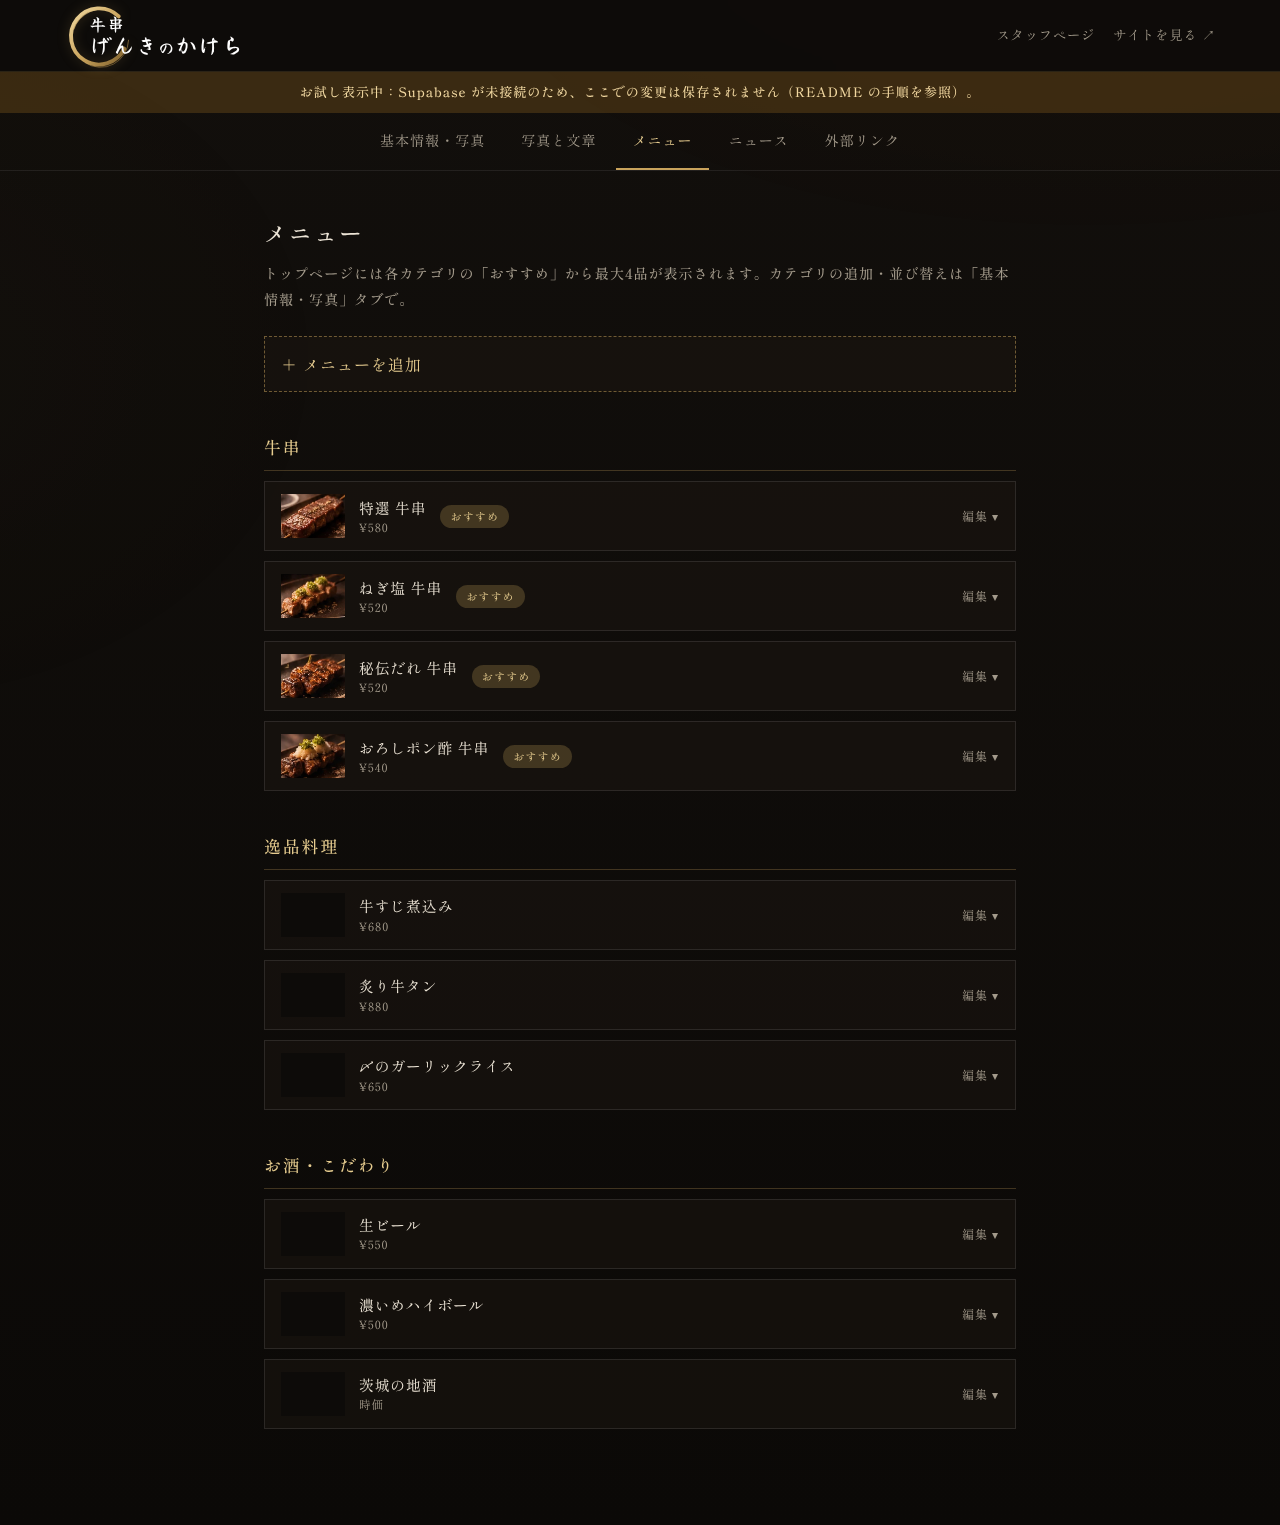 牛串
げんきのかけら
スタッフページ
サイトを見る ↗
お試し表示中：Supabase が未接続のため、ここでの変更は保存されません（README の手順を参照）。
基本情報・写真
写真と文章
メニュー
ニュース
外部リンク
メニュー
トップページには各カテゴリの「おすすめ」から最大4品が表示されます。カテゴリの追加・並び替えは「基本
情報・写真」タブで。
＋ メニューを追加
牛串
特選 牛串
¥580
おすすめ
編集 ▾
ねぎ塩 牛串
¥520
おすすめ
編集 ▾
秘伝だれ 牛串
¥520
おすすめ
編集 ▾
おろしポン酢 牛串
¥540
おすすめ
編集 ▾
逸品料理
牛すじ煮込み
¥680
編集 ▾
炙り牛タン
¥880
編集 ▾
〆のガーリックライス
¥650
編集 ▾
お酒・こだわり
生ビール
¥550
編集 ▾
濃いめハイボール
¥500
編集 ▾
茨城の地酒
時価
編集 ▾